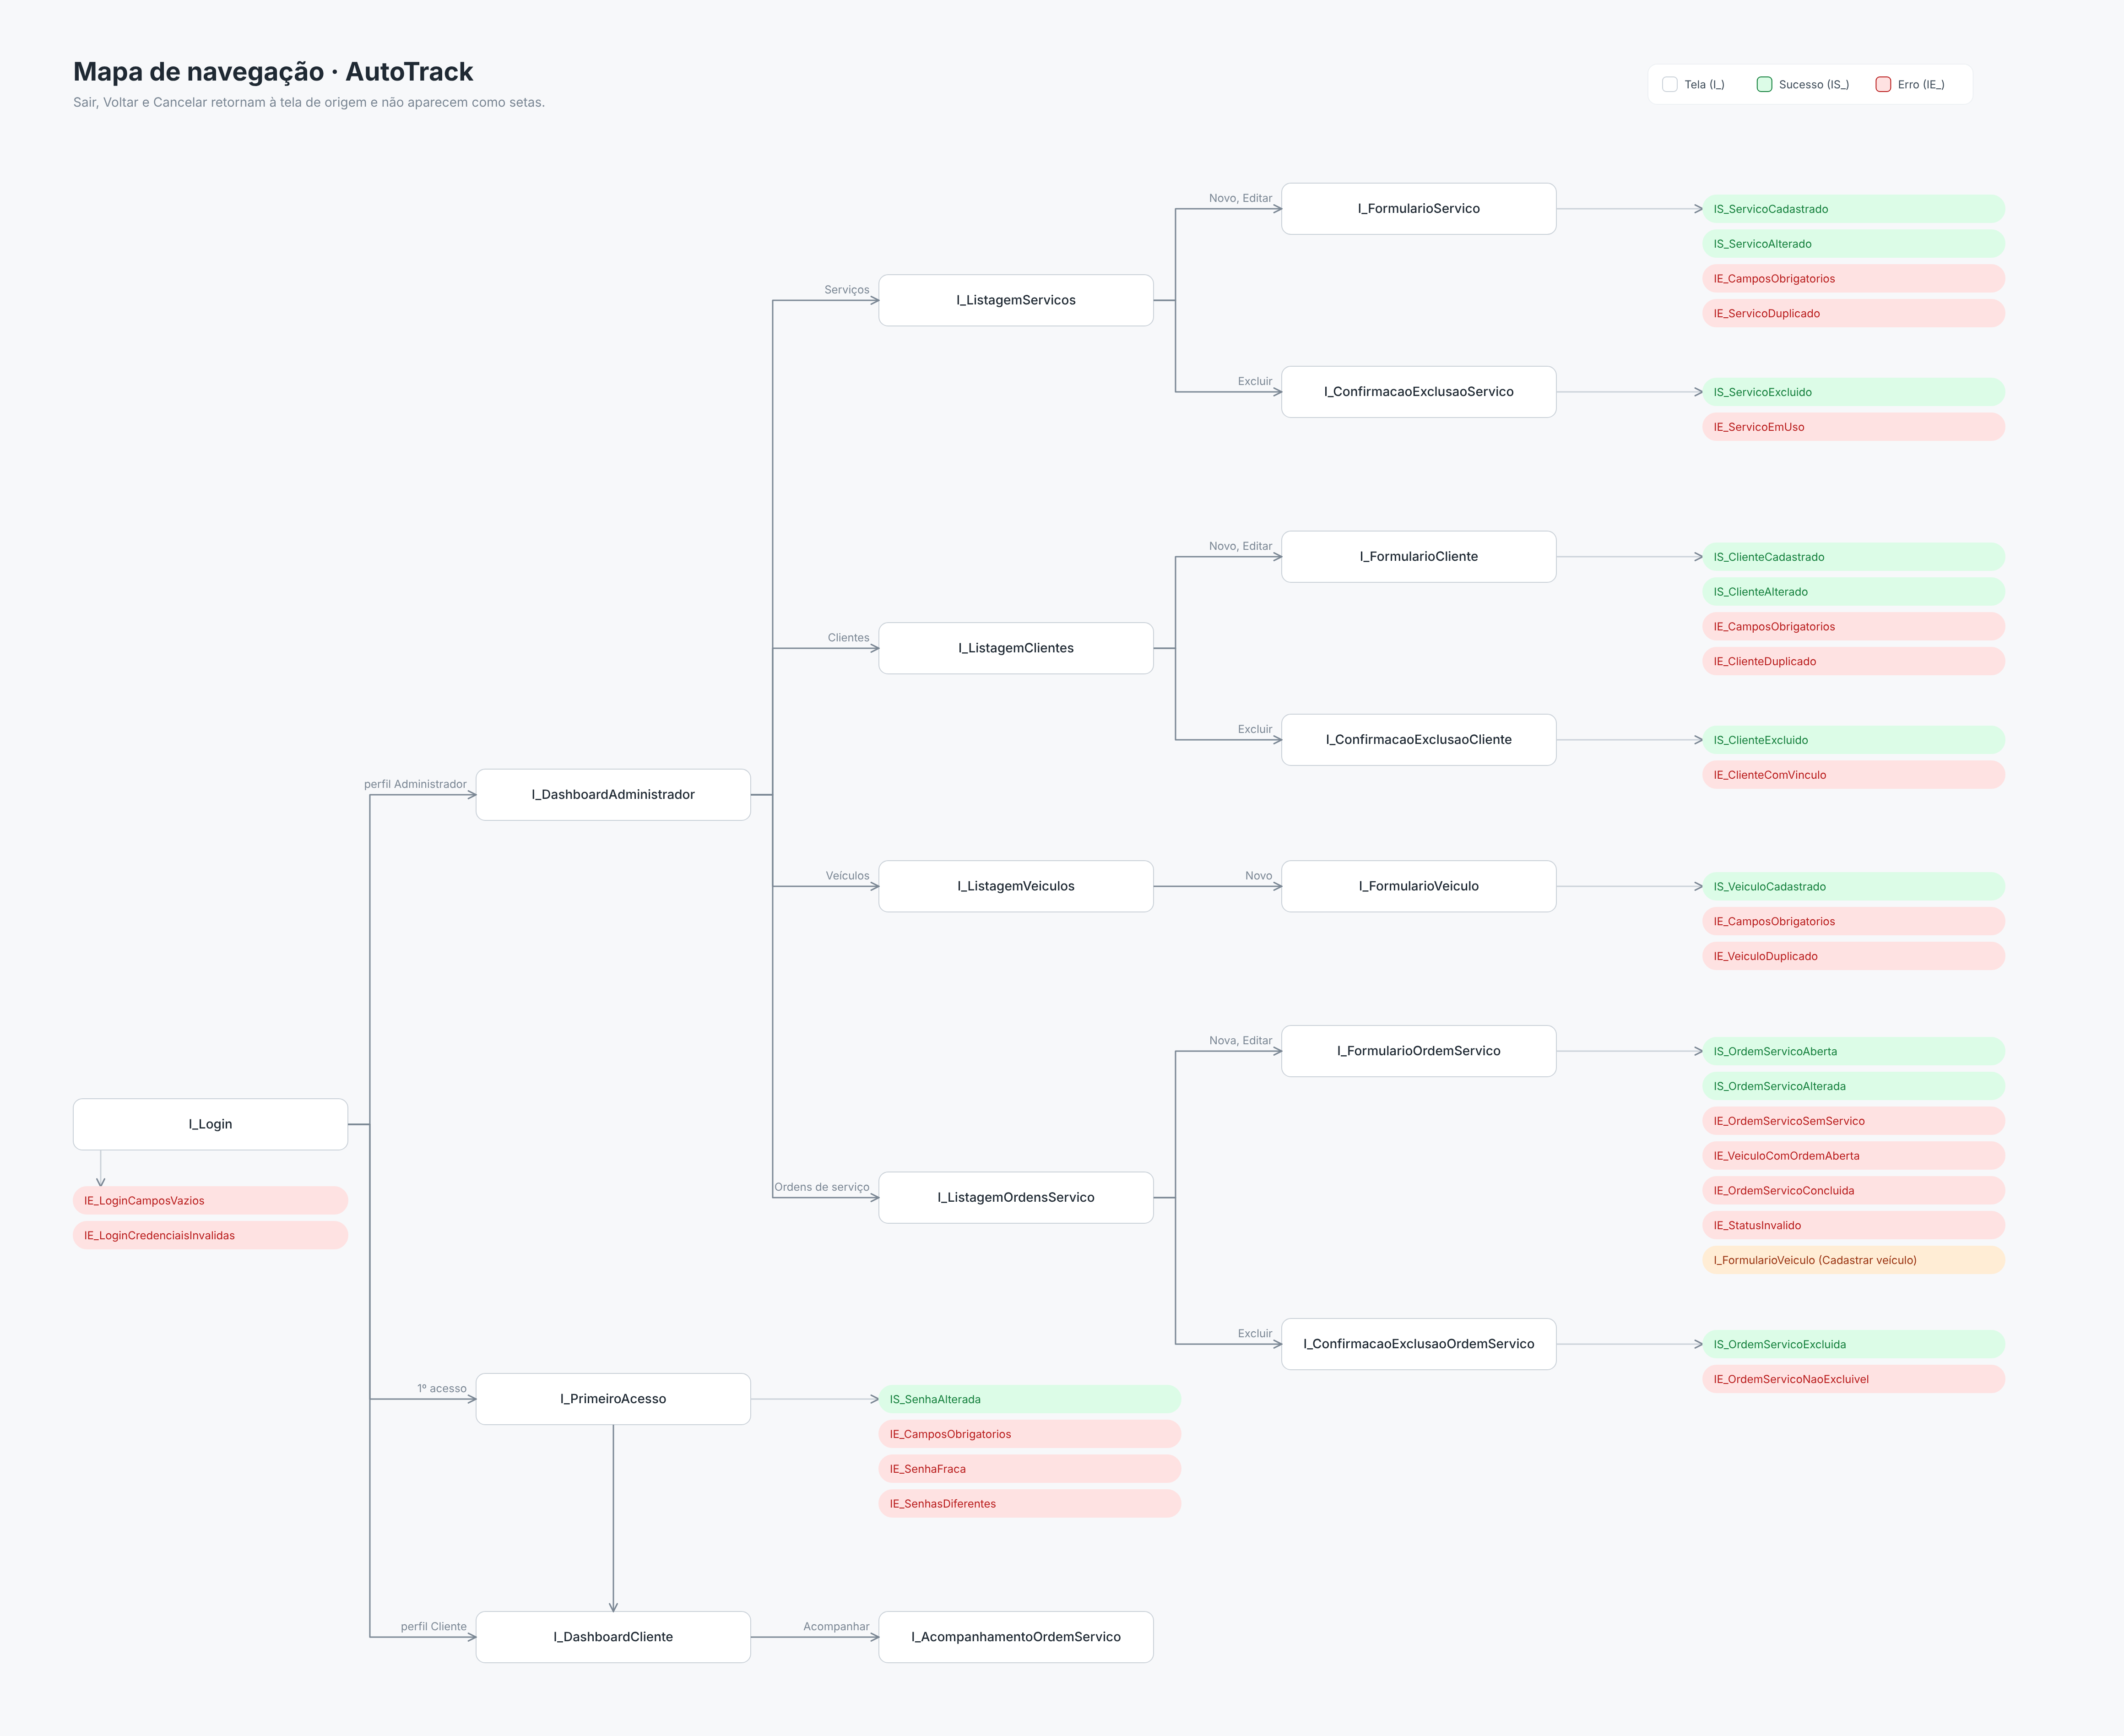 Mapa de navegação · AutoTrack
Sair, Voltar e Cancelar retornam à tela de origem e não aparecem como setas.
Tela (I_)
Sucesso (IS_)
Erro (IE_)
Novo, Editar
I_FormularioServico
IS_ServicoCadastrado
IS_ServicoAlterado
IE_CamposObrigatorios
IE_ServicoDuplicado
Serviços
I_ListagemServicos
Excluir
I_ConfirmacaoExclusaoServico
IS_ServicoExcluido
IE_ServicoEmUso
Novo, Editar
I_FormularioCliente
IS_ClienteCadastrado
IS_ClienteAlterado
IE_CamposObrigatorios
IE_ClienteDuplicado
Clientes
I_ListagemClientes
Excluir
I_ConfirmacaoExclusaoCliente
IS_ClienteExcluido
IE_ClienteComVinculo
perfil Administrador
I_DashboardAdministrador
Veículos
I_ListagemVeiculos
Novo
I_FormularioVeiculo
IS_VeiculoCadastrado
IE_CamposObrigatorios
IE_VeiculoDuplicado
Nova, Editar
I_FormularioOrdemServico
IS_OrdemServicoAberta
IS_OrdemServicoAlterada
IE_OrdemServicoSemServico
IE_VeiculoComOrdemAberta
IE_OrdemServicoConcluida
IE_StatusInvalido
I_FormularioVeiculo (Cadastrar veículo)
I_Login
IE_LoginCamposVazios
IE_LoginCredenciaisInvalidas
Ordens de serviço
I_ListagemOrdensServico
Excluir
I_ConfirmacaoExclusaoOrdemServico
IS_OrdemServicoExcluida
IE_OrdemServicoNaoExcluivel
1º acesso
I_PrimeiroAcesso
IS_SenhaAlterada
IE_CamposObrigatorios
IE_SenhaFraca
IE_SenhasDiferentes
perfil Cliente
I_DashboardCliente
Acompanhar
I_AcompanhamentoOrdemServico